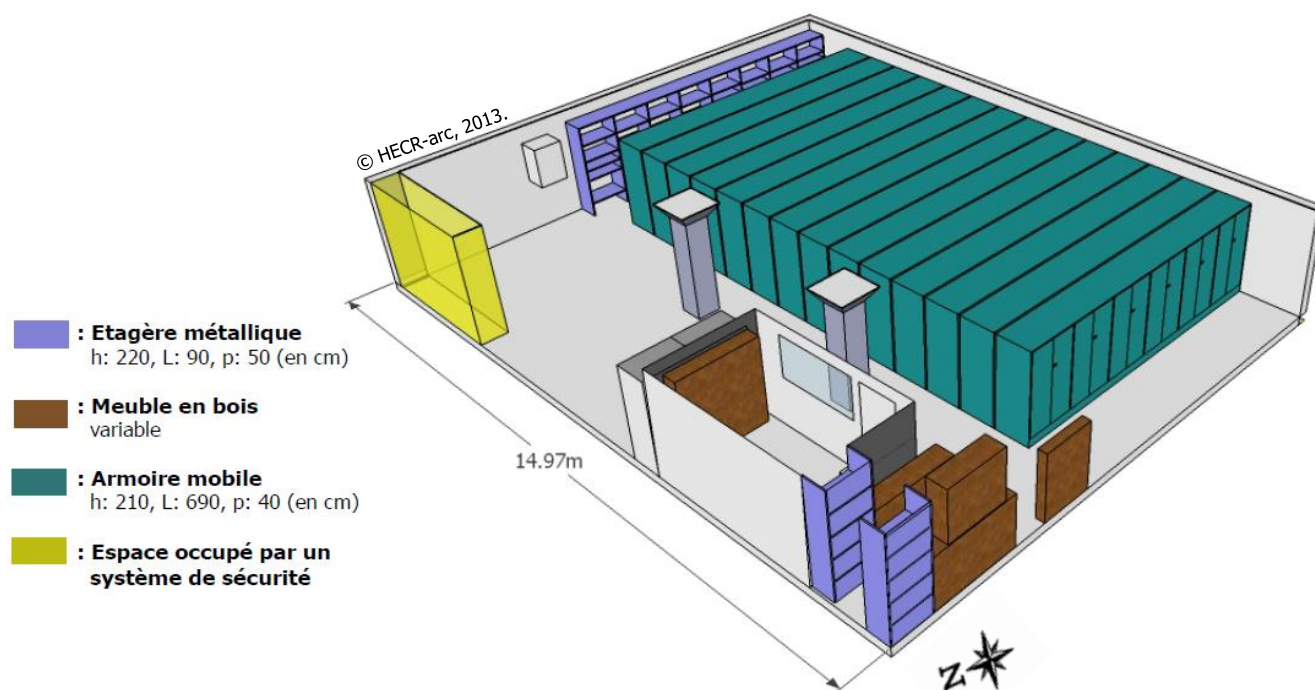 © HECR-arc, 2013.
: Etagère métallique
h: 220, L: 90, p: 50 (en cm)
: Meuble en bois
variable
: Armoire mobile
h: 210, L: 690, p: 40 (en cm)
: Espace occupé par un
système de sécurité
14.97m
N